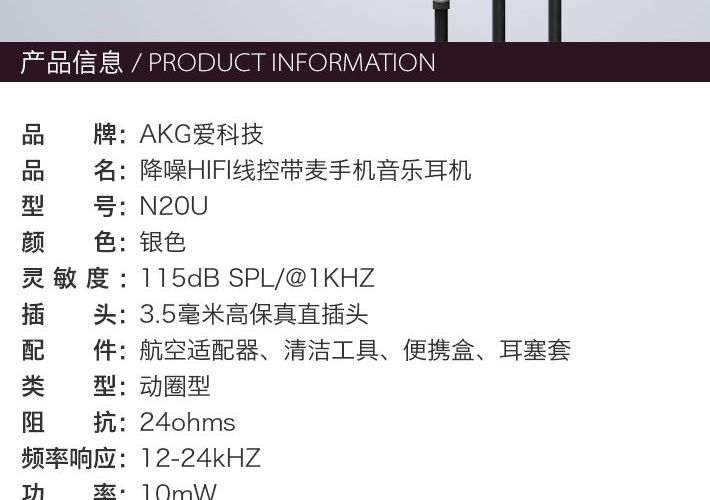 产品信息 / PRODUCT INFORMATION
品 牌：AKG爱科技
品 名：降噪HIFI线控带麦手机音乐耳机
型 号：N20U
颜 色：银色
灵 敏 度 ：115dB SPL/@1KHZ
插 头：3.5毫米高保真直插头
配 件：航空适配器、清洁工具、便携盒、耳塞套
类 型：动圈型
阻 抗：24ohms
频率响应：12-24kHZ
功 率：10mW